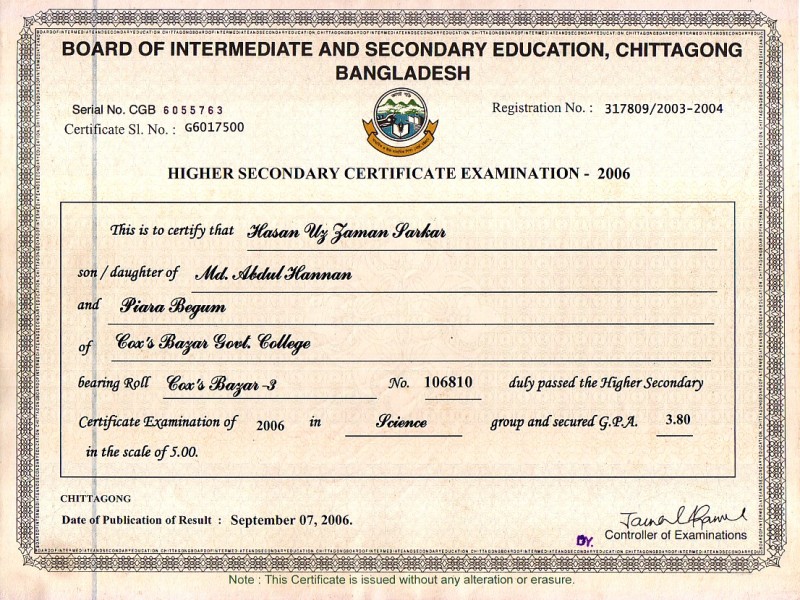 BOARD OF INTERMEDIATE AND SECONDARY EDUCATION, CHITTAGONG
BANGLADESH
Serial No. CGB 6055763
Registration No. : 317809/2003-2004
Certificate Sl. No. : G6017500
HIGHER SECONDARY CERTIFICATE EXAMINATION - 2006
This is to certify that Hasan Uz Zaman Sarkar
son / daughter of Md. Abdul Hannan
and Piara Begum
of Cox's Bazar Govt. College
bearing Roll Cox's Bazar -3 No. 106810 duly passed the Higher Secondary
Certificate Examination of 2006 in Science group and secured G.P.A. 3.80
in the scale of 5.00.
CHITTAGONG
Date of Publication of Result : September 07, 2006.
BY.
Controller of Examinations
Note : This Certificate is issued without any alteration or erasure.